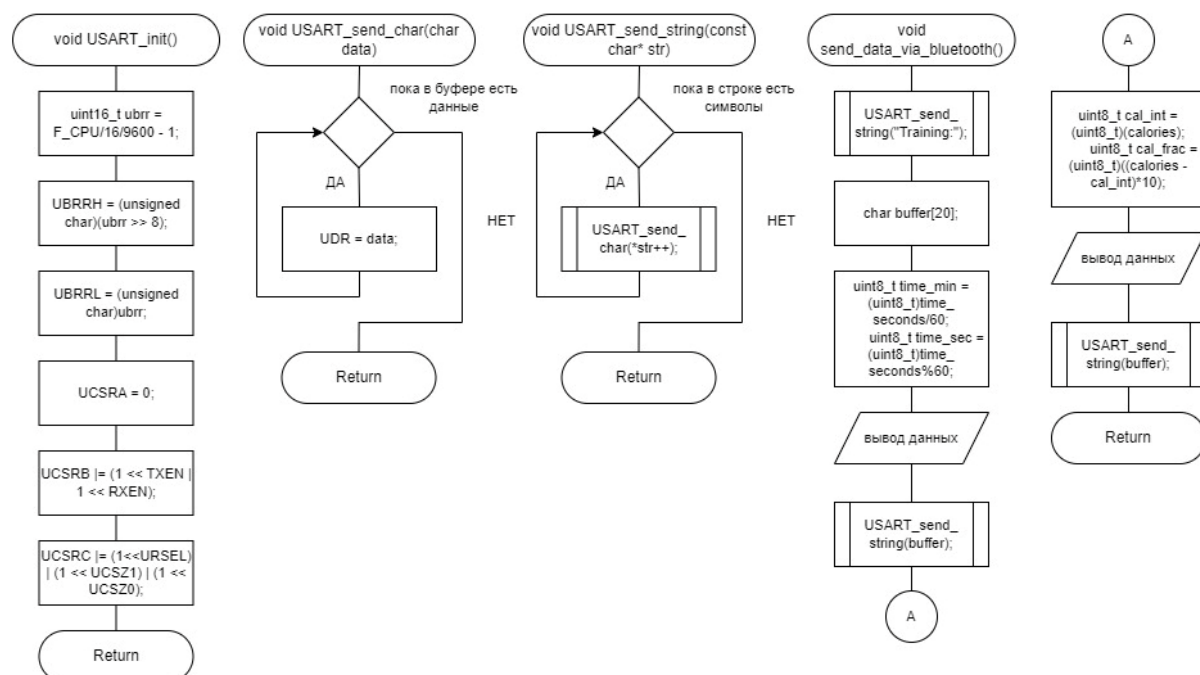 void USART_init()
uint16_t ubrr =
F_CPU/16/9600 - 1;
UBRRH = (unsigned
char)(ubrr >> 8);
UBRRL = (unsigned
char)ubrr;
UCSRA = 0;
UCSRB |= (1 << TXEN |
1 << RXEN);
UCSRC |= (1<<URSEL)
| (1 << UCSZ1) | (1 <<
UCSZ0);
Return
void USART_send_char(char
data)
пока в буфере есть
данные
ДА
НЕТ
UDR = data;
Return
void USART_send_string(const
char* str)
пока в строке есть
символы
ДА
НЕТ
USART_send_
char(*str++);
Return
void
send_data_via_bluetooth()
USART_send_
string("Training:");
char buffer[20];
uint8_t time_min =
(uint8_t)time_
seconds/60;
uint8_t time_sec =
(uint8_t)time_
seconds%60;
вывод данных
USART_send_
string(buffer);
A
A
uint8_t cal_int =
(uint8_t)(calories);
uint8_t cal_frac =
(uint8_t)((calories -
cal_int)*10);
вывод данных
USART_send_
string(buffer);
Return